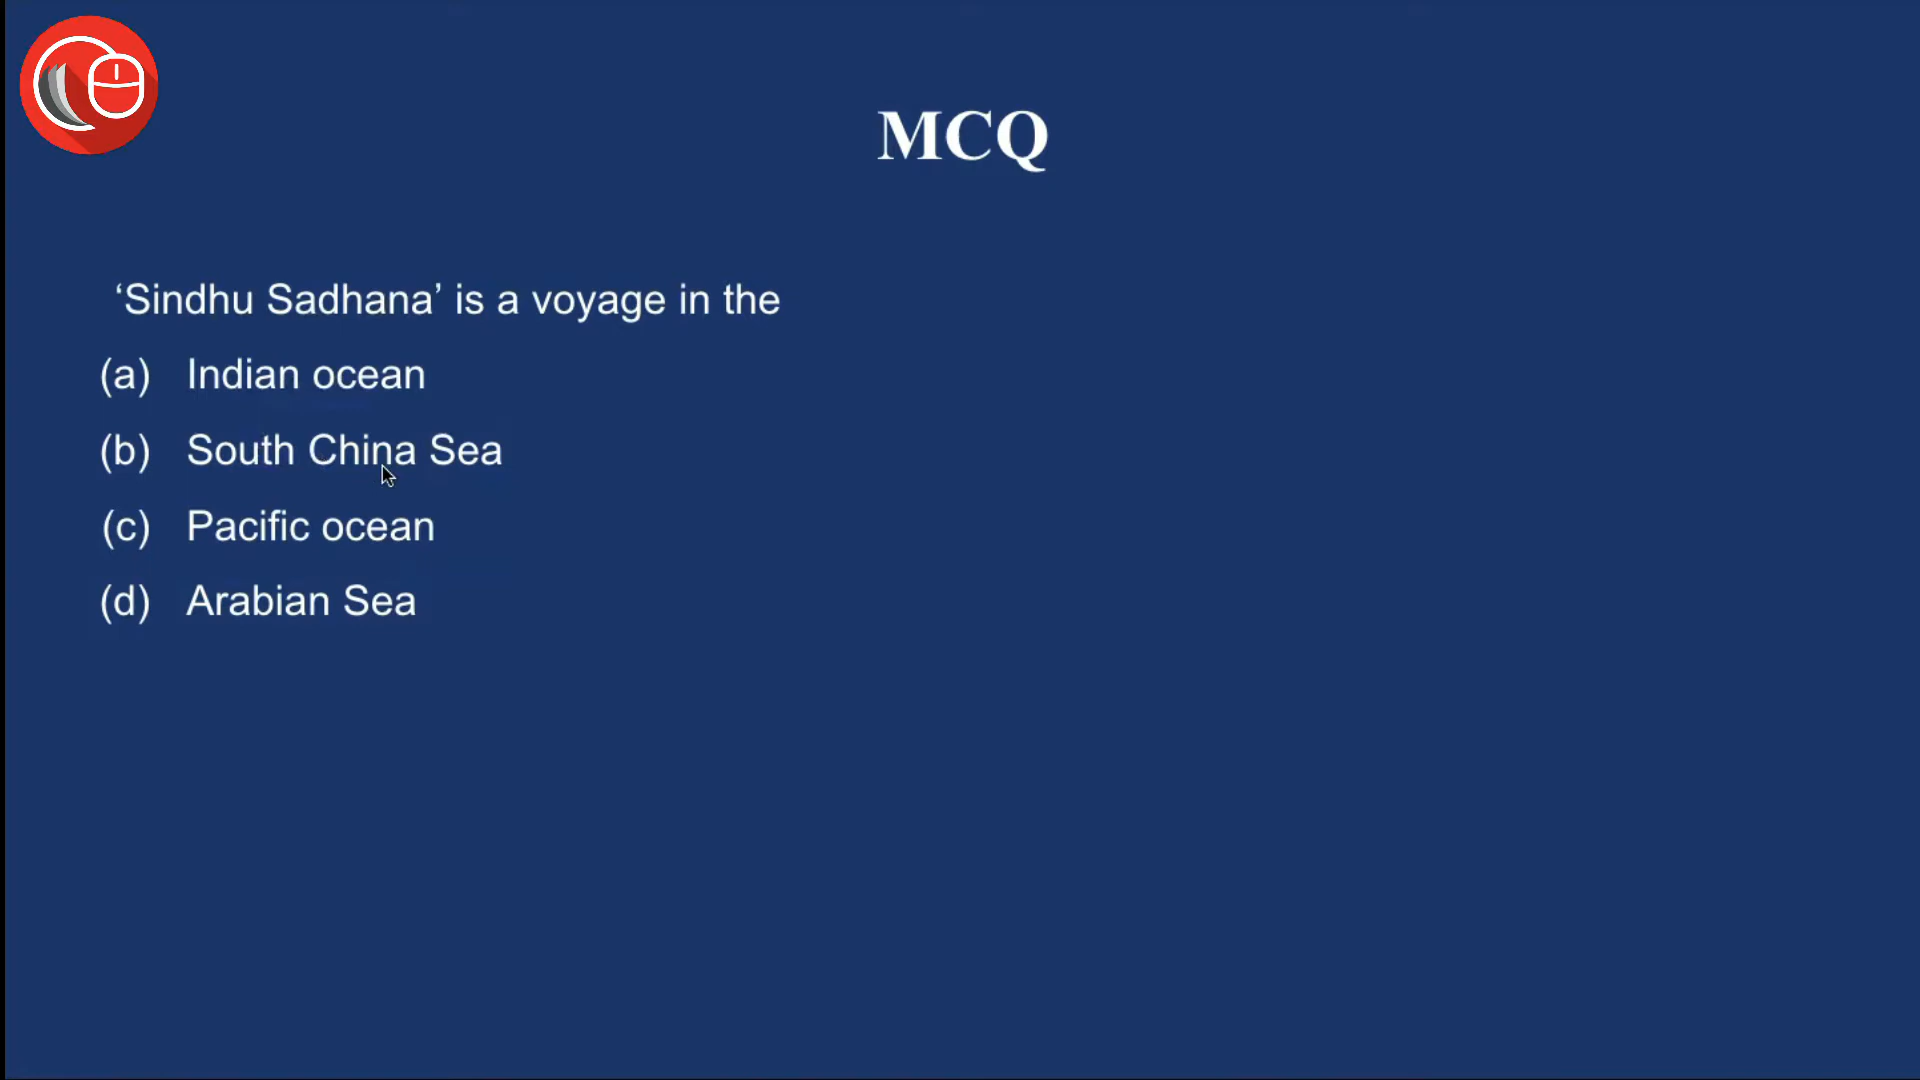 MCQ
‘Sindhu Sadhana’ is a voyage in the
(a) Indian ocean
(b) South China Sea
(c) Pacific ocean
(d) Arabian Sea